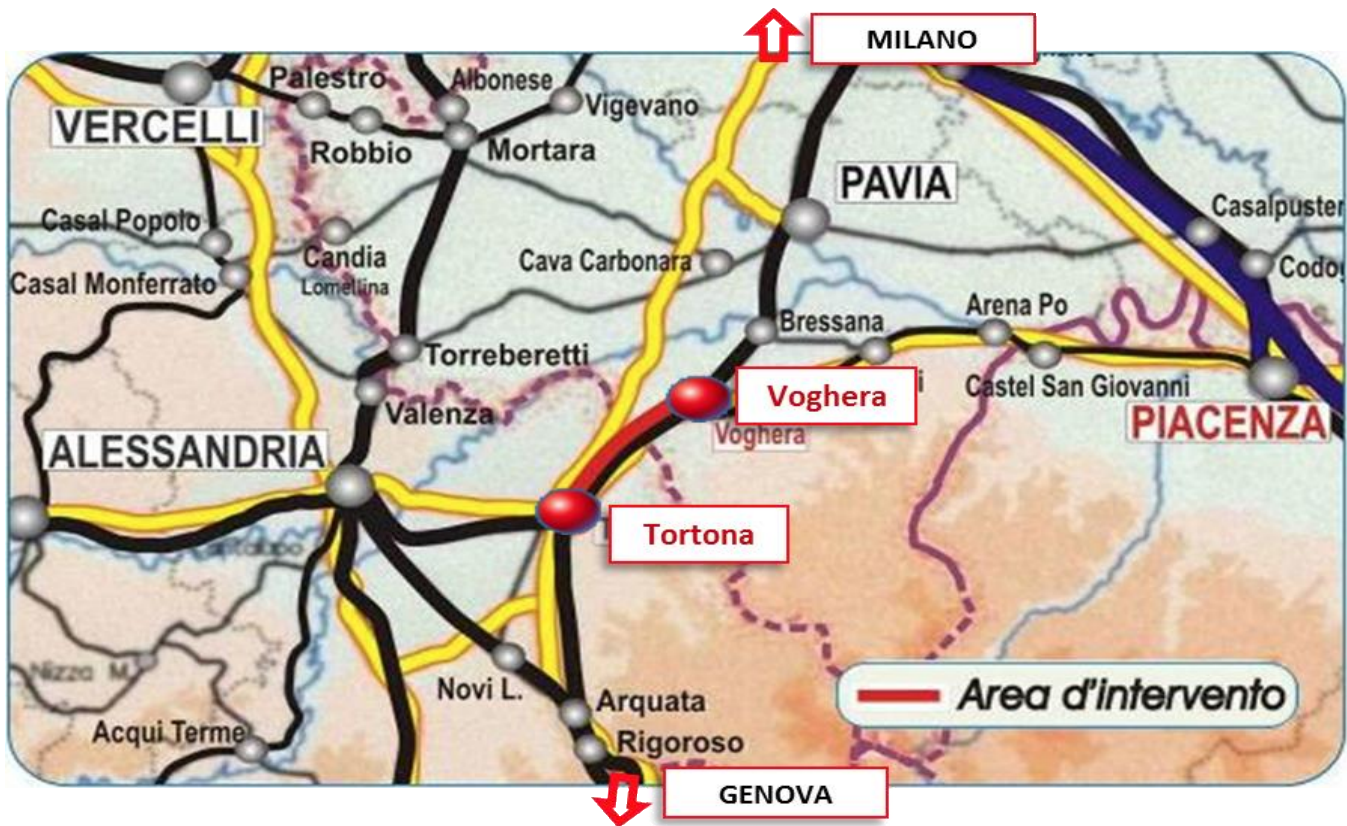 MILANO
Palestro
Albonese
Vigevano
VERCELLI
Robbio
Mortara
PAVIA
Casal Popolo
Casalpuster
Candia
Lomellina
Cava Carbonara
Casal Monferrato
Codog
Arena Po
Bressana
Torreberetti
Castel San Giovanni
Voghera
Valenza
Voghera
PIACENZA
ALESSANDRIA
Tortona
Nizza M.
Novi L.
Arquata
Area d'intervento
Acqui Terme
Rigoroso
GENOVA